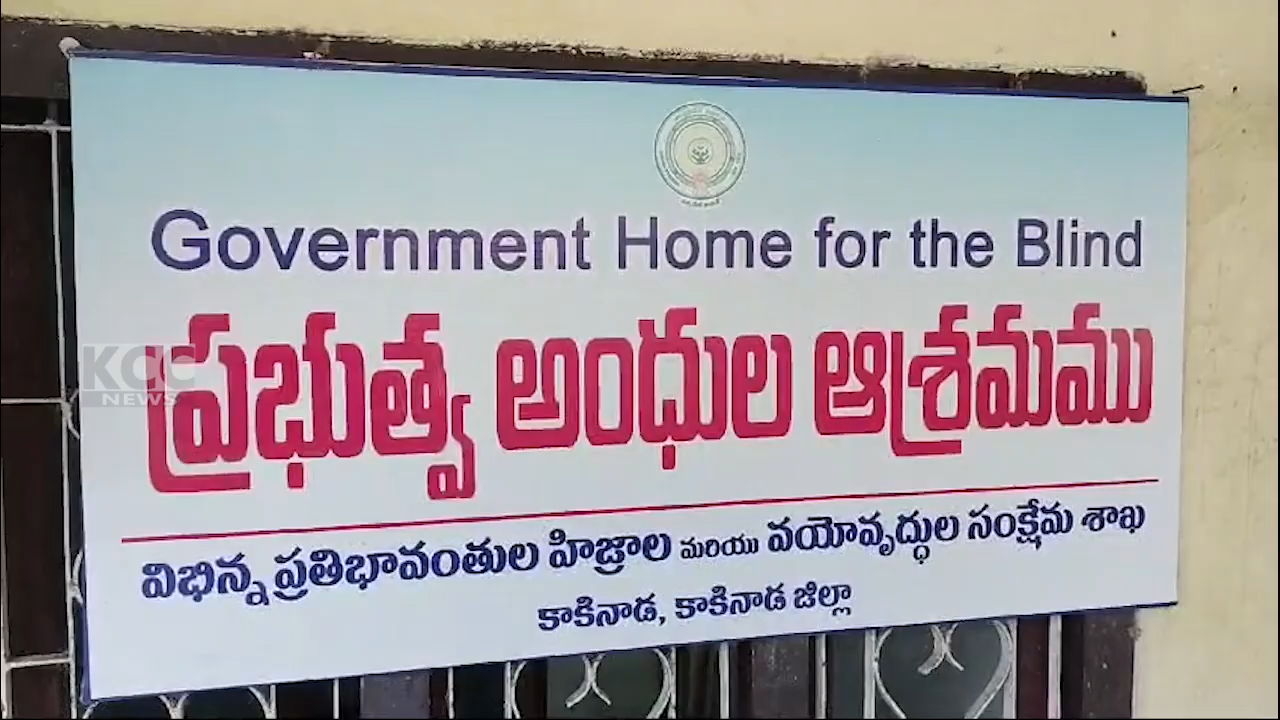 Government Home for the Blind
ప్రభుత్వ అంధుల ఆశ్రమము
విభిన్న ప్రతిభావంతుల హిజ్రాల మరియు వయోవృద్ధుల సంక్షేమ శాఖ
కాకినాడ, కాకినాడ జిల్లా
KCC
NEWS